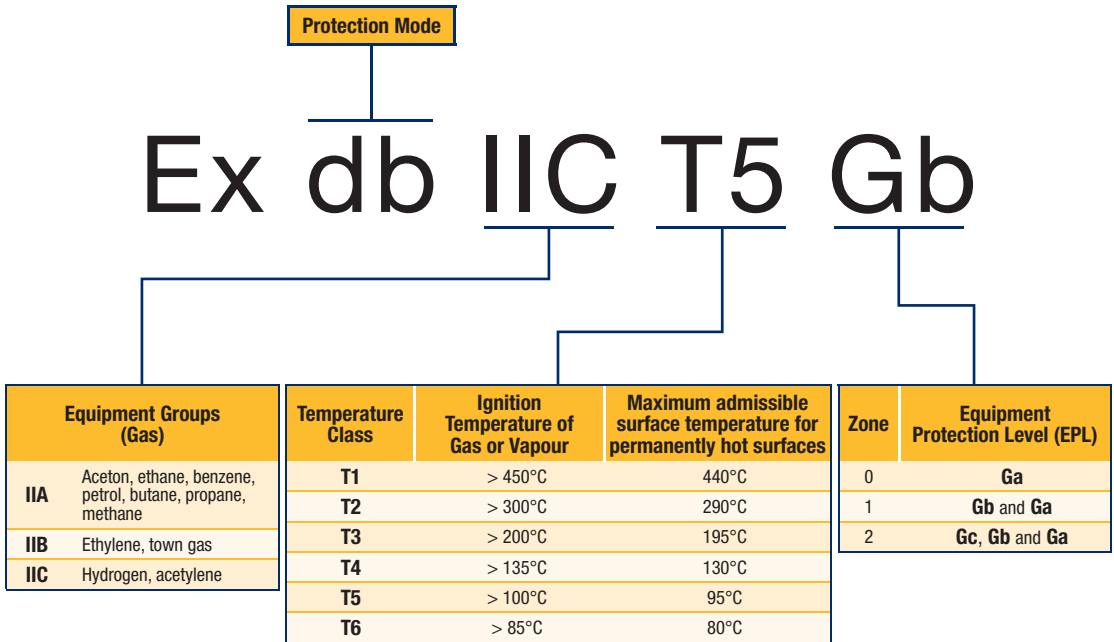 Protection Mode
Ex db IIC T5 Gb
Equipment Groups
(Gas)
IIA Aceton, ethane, benzene,
petrol, butane, propane,
methane
IIB Ethylene, town gas
IIC Hydrogen, acetylene
Temperature
Class
Ignition
Temperature of
Gas or Vapour
Maximum admissible
surface temperature for
permanently hot surfaces
T1 > 450°C 440°C
T2 > 300°C 290°C
T3 > 200°C 195°C
T4 > 135°C 130°C
T5 > 100°C 95°C
T6 > 85°C 80°C
Zone
Equipment
Protection Level (EPL)
0 Ga
1 Gb and Ga
2 Gc, Gb and Ga